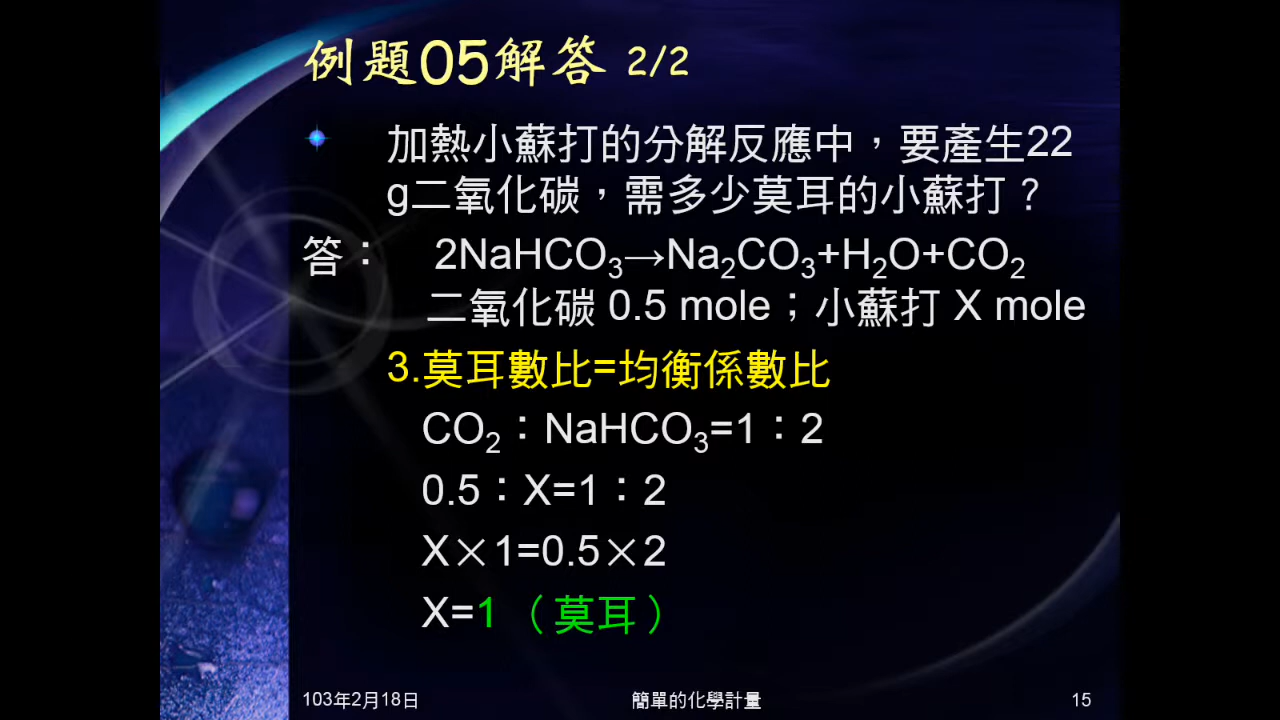 例題05解答 2/2
加熱小蘇打的分解反應中，要產生22
g二氧化碳，需多少莫耳的小蘇打？
答： 2NaHCO₃→Na₂CO₃+H₂O+CO₂
二氧化碳 0.5 mole；小蘇打 X mole
3.莫耳數比=均衡係數比
CO₂：NaHCO₃=1：2
0.5：X=1：2
X×1=0.5×2
X=1（莫耳）
103年2月18日 簡單的化學計量 15